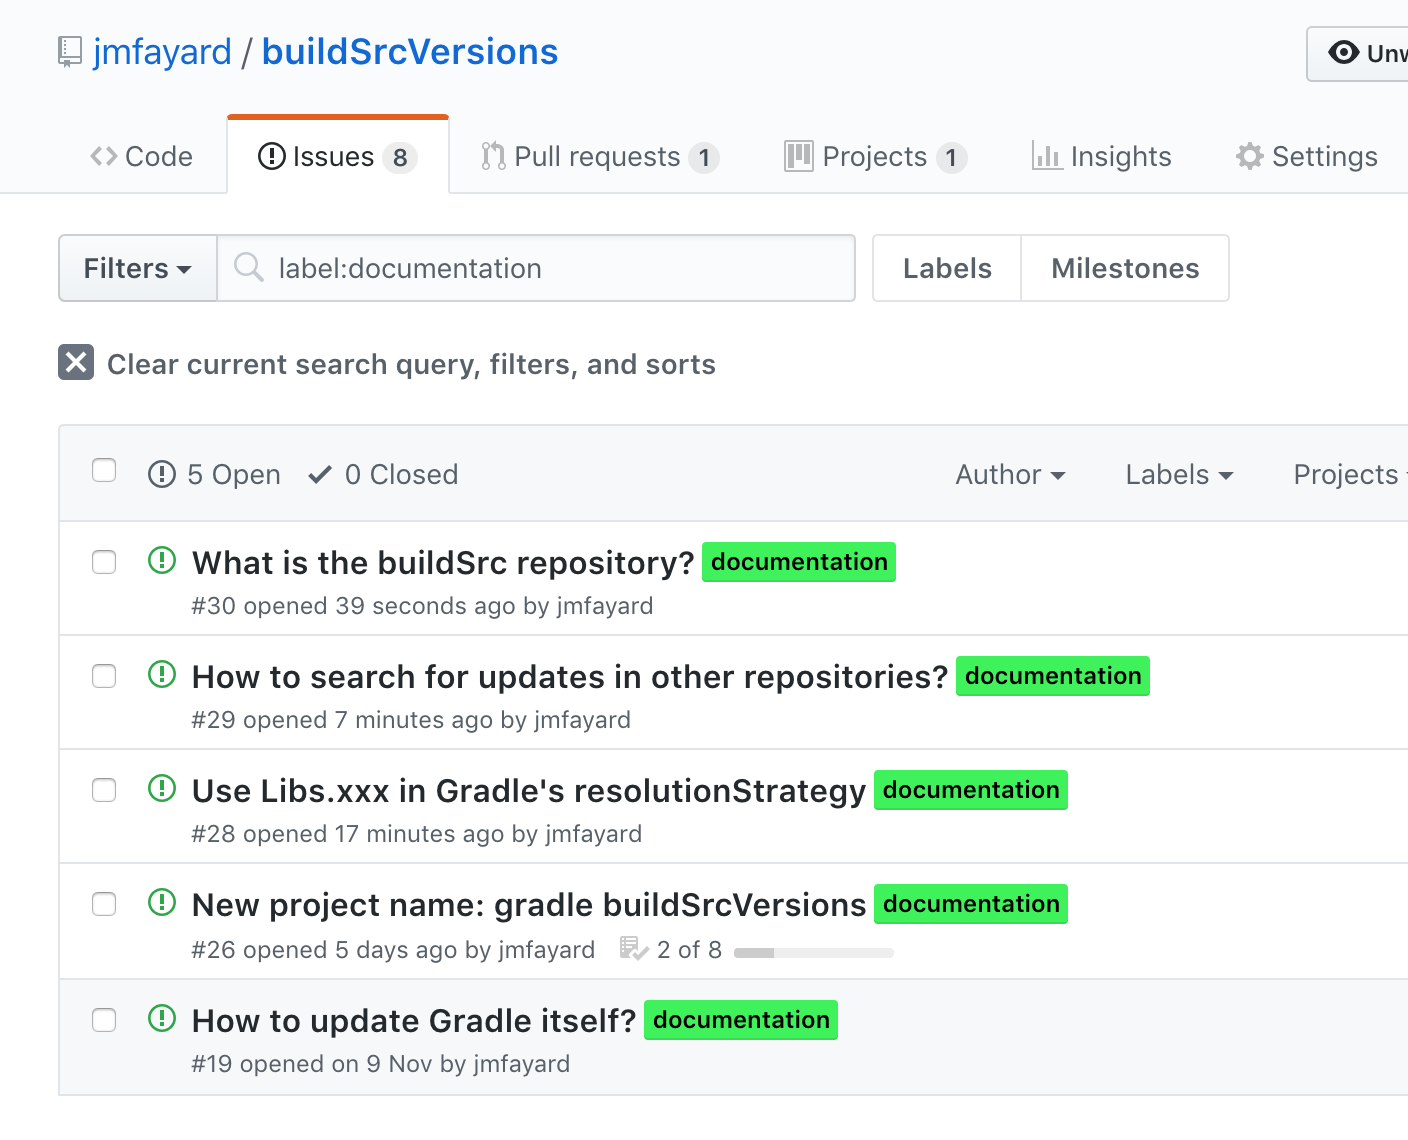 jmfayard / buildSrcVersions
Code Issues 8 Pull requests 1 Projects 1 Insights Settings
Filters label:documentation Labels Milestones
Clear current search query, filters, and sorts
5 Open 0 Closed Author Labels Projects
What is the buildSrc repository? documentation
#30 opened 39 seconds ago by jmfayard
How to search for updates in other repositories? documentation
#29 opened 7 minutes ago by jmfayard
Use Libs.xxx in Gradle's resolutionStrategy documentation
#28 opened 17 minutes ago by jmfayard
New project name: gradle buildSrcVersions documentation
#26 opened 5 days ago by jmfayard 2 of 8
How to update Gradle itself? documentation
#19 opened on 9 Nov by jmfayard